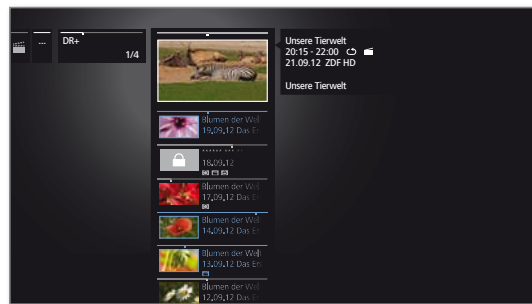 ...
DR+
1/4
Unsere Tierwelt
20:15 - 22:00
21.09.12 ZDF HD
Unsere Tierwelt
Blumen der Wel
19.09.12 Das Er
****** ***
18.09.12
Blumen der Wel
17.09.12 Das Er
Blumen der Wel
14.09.12 Das Er
Blumen der Welt
13.09.12 Das Er
Blumen der Wel
12.09.12 Das Er